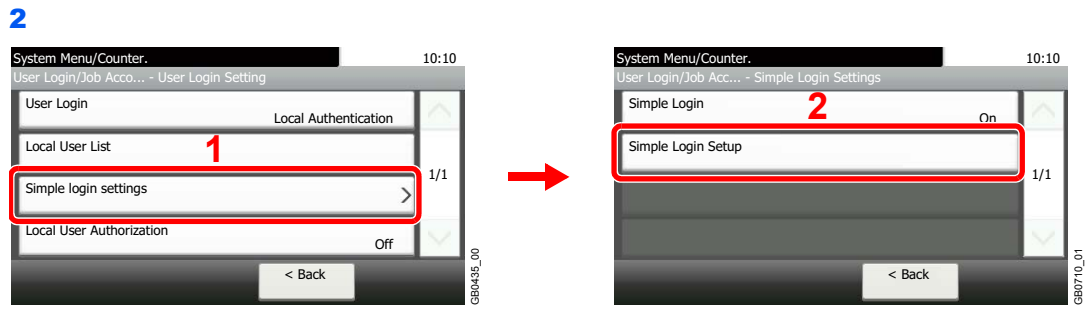 2
System Menu/Counter.
10:10
User Login/Job Acco... - User Login Setting
User Login
Local Authentication
1
Local User List
1/1
Simple login settings
>
Local User Authorization
Off
< Back
GB0435_00
System Menu/Counter.
10:10
User Login/Job Acc... - Simple Login Settings
Simple Login
2
On
Simple Login Setup
1/1
< Back
GB0710_01